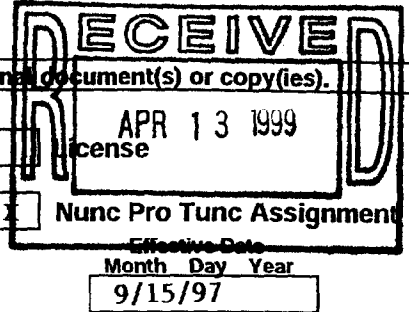 RECEIVED
document(s) or copy(ies).
APR 13 1999
License
X Nunc Pro Tunc Assignment
Effective Date
Month Day Year
9/15/97